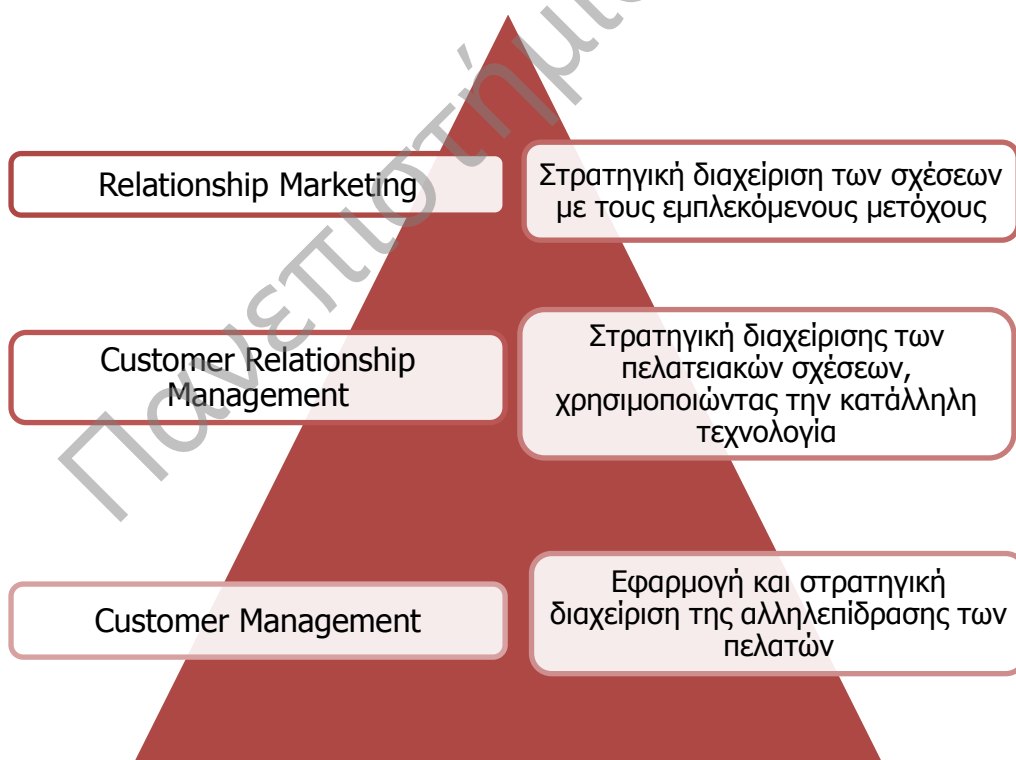 Πανεπιστήμιο
Relationship Marketing
Στρατηγική διαχείριση των σχέσεων
με τους εμπλεκόμενους μετόχους
Customer Relationship
Management
Στρατηγική διαχείρισης των
πελατειακών σχέσεων,
χρησιμοποιώντας την κατάλληλη
τεχνολογία
Customer Management
Εφαρμογή και στρατηγική
διαχείριση της αλληλεπίδρασης των
πελατών